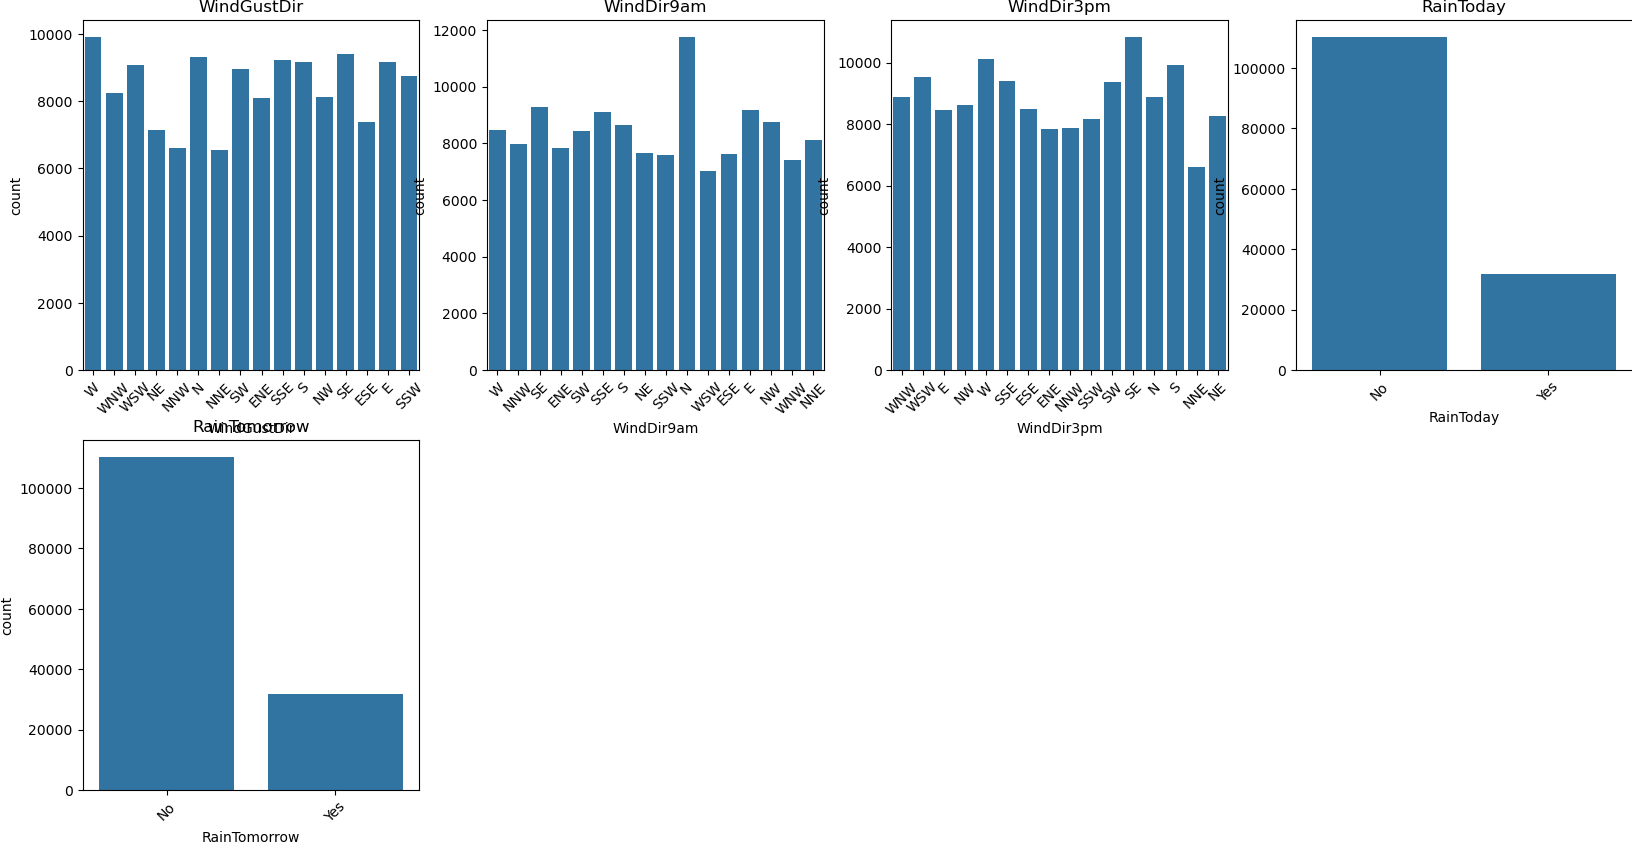 WindGustDir
10000
8000
6000
4000
2000
0
count
W WNW WSW NE NNW N NNE SW ENE SSE S NW SE ESE E SSW
WindGustDir
WindDir9am
12000
10000
8000
6000
4000
2000
0
count
W NNW SE ENE SW SSE S NE SSW N WSW ESE E NW WNW NNE
WindDir9am
WindDir3pm
10000
8000
6000
4000
2000
0
count
WNW WSW E NW W SSE ESE ENE NNW SSW SW SE N S NNE NE
WindDir3pm
RainToday
100000
80000
60000
40000
20000
0
count
No Yes
RainToday
RainTomorrow
100000
80000
60000
40000
20000
0
count
No Yes
RainTomorrow